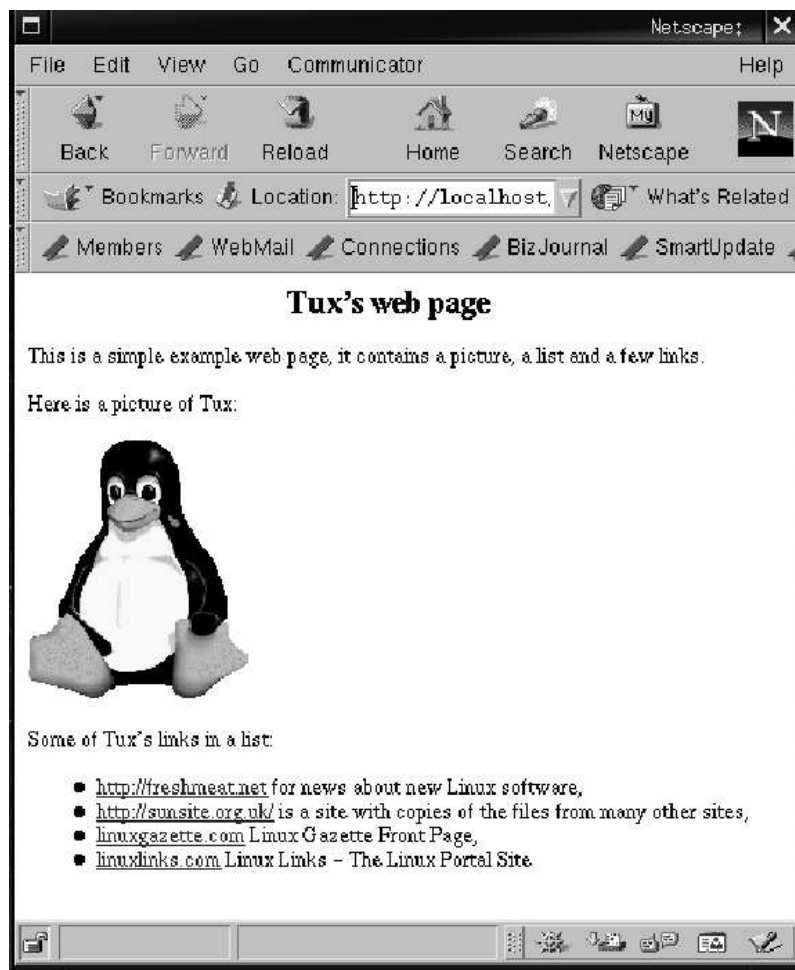 Netscape:
File Edit View Go Communicator Help
Back Forward Reload Home Search My Netscape N
Bookmarks Location: http://localhost. What's Related
Members WebMail Connections BizJournal SmartUpdate
Tux's web page
This is a simple example web page, it contains a picture, a list and a few links.
Here is a picture of Tux:
Some of Tux's links in a list:
http://freshmeat.net for news about new Linux software,
http://sunsite.org.uk/ is a site with copies of the files from many other sites,
linuxgazette.com Linux Gazette Front Page,
linuxlinks.com Linux Links – The Linux Portal Site